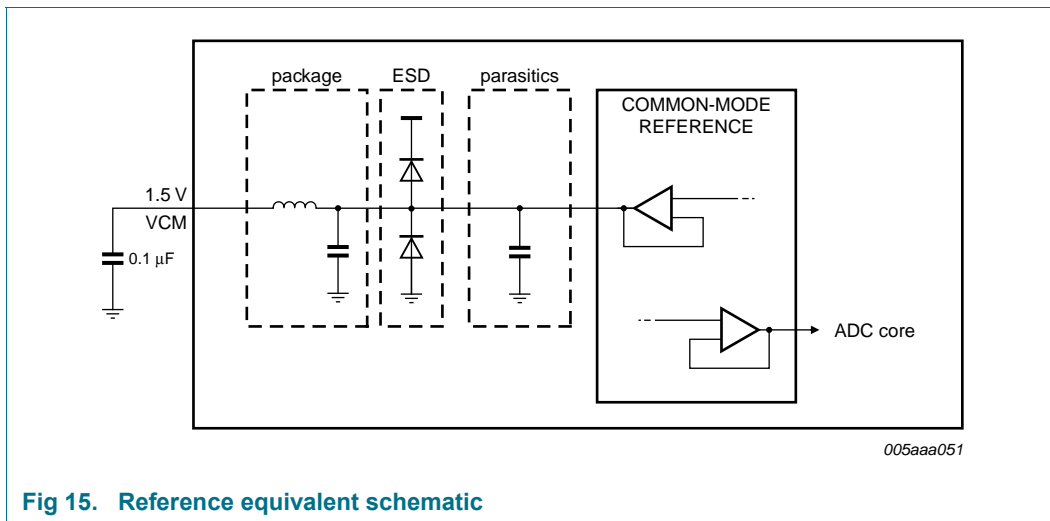 package
ESD
parasitics
COMMON-MODE
REFERENCE
1.5 V
VCM
0.1 μF
ADC core
005aaa051
Fig 15. Reference equivalent schematic